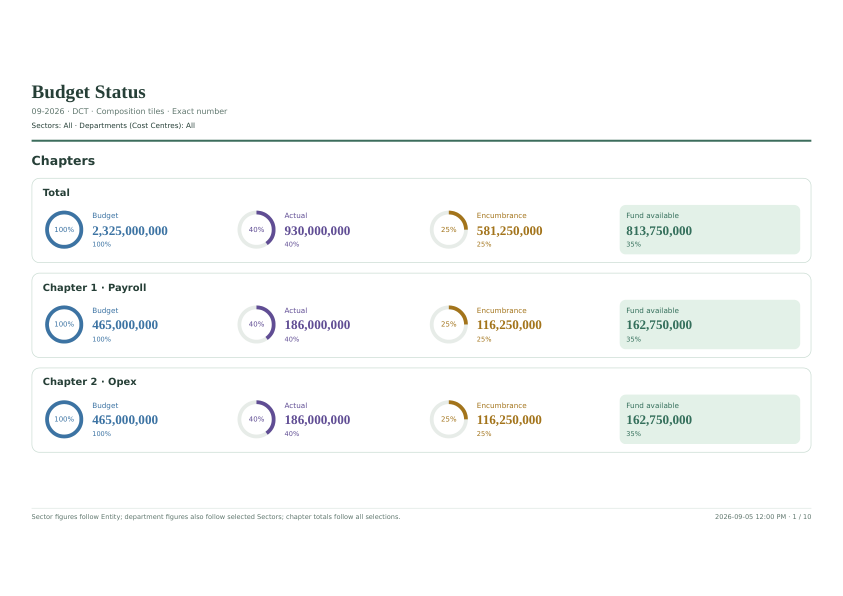 Budget Status
09-2026 · DCT · Composition tiles · Exact number
Sectors: All · Departments (Cost Centres): All
Chapters
Total
100%
Budget
2,325,000,000
100%
40%
Actual
930,000,000
40%
25%
Encumbrance
581,250,000
25%
Fund available
813,750,000
35%
Chapter 1 · Payroll
100%
Budget
465,000,000
100%
40%
Actual
186,000,000
40%
25%
Encumbrance
116,250,000
25%
Fund available
162,750,000
35%
Chapter 2 · Opex
100%
Budget
465,000,000
100%
40%
Actual
186,000,000
40%
25%
Encumbrance
116,250,000
25%
Fund available
162,750,000
35%
Sector figures follow Entity; department figures also follow selected Sectors; chapter totals follow all selections.
2026-09-05 12:00 PM · 1 / 10